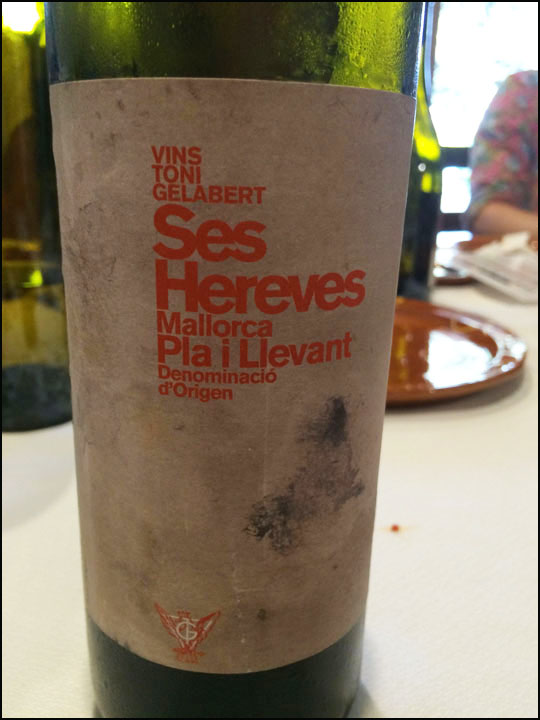 VINS
TONI
GELABERT
Ses
Hereves
Mallorca
Pla i Llevant
Denominació
d'Origen